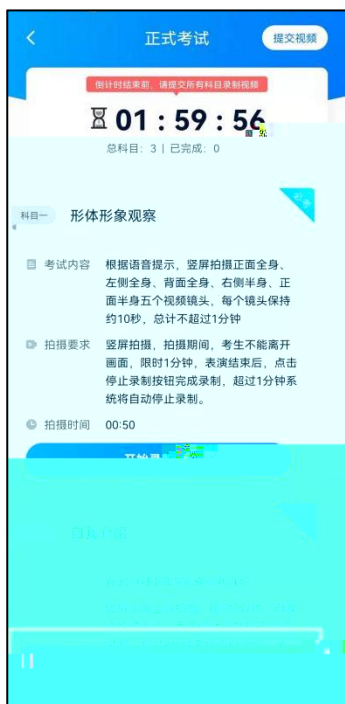 正式考试
提交视频
倒计时结束前，请提交所有科目录制视频
01 : 59 : 56
总科目：3 | 已完成：0
科目一 形体形象观察
考试内容 根据语音提示，竖屏拍摄正面全身、
左侧全身、背面全身、右侧半身、正
面半身五个视频镜头，每个镜头保持
约10秒，总计不超过1分钟
拍摄要求 竖屏拍摄，拍摄期间，考生不能离开
画面，限时1分钟，表演结束后，点击
停止录制按钮完成录制，超过1分钟系
统将自动停止录制。
拍摄时间 00:50